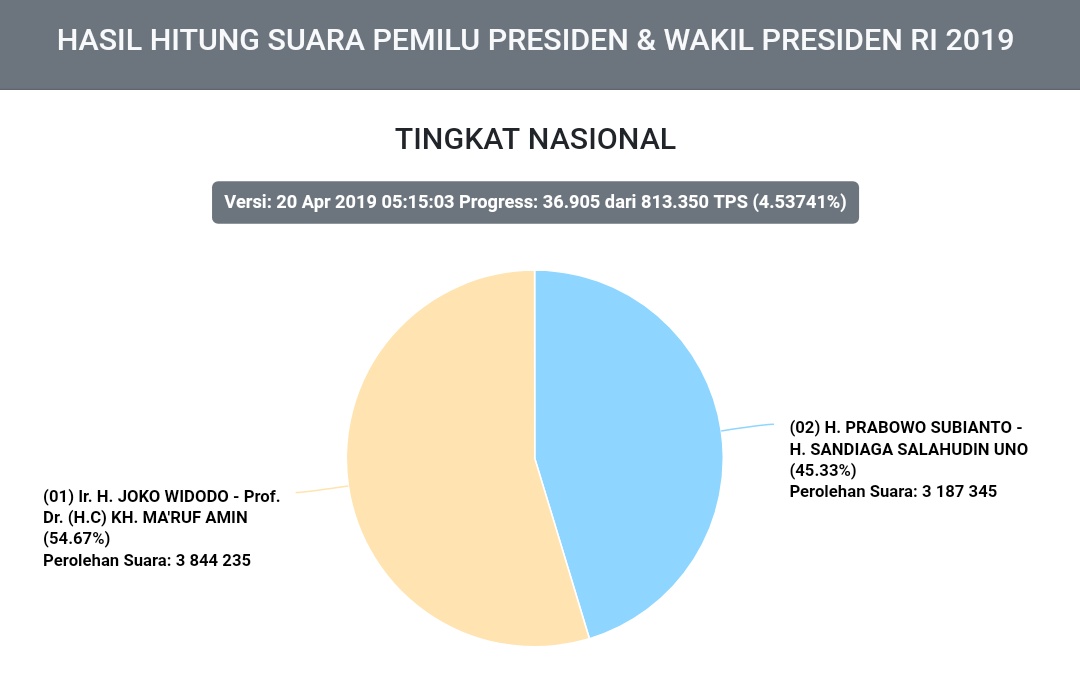 HASIL HITUNG SUARA PEMILU PRESIDEN & WAKIL PRESIDEN RI 2019
TINGKAT NASIONAL
Versi: 20 Apr 2019 05:15:03 Progress: 36.905 dari 813.350 TPS (4.53741%)
(02) H. PRABOWO SUBIANTO -
H. SANDIAGA SALAHUDIN UNO
(45.33%)
Perolehan Suara: 3 187 345
(01) Ir. H. JOKO WIDODO - Prof.
Dr. (H.C) KH. MA'RUF AMIN
(54.67%)
Perolehan Suara: 3 844 235